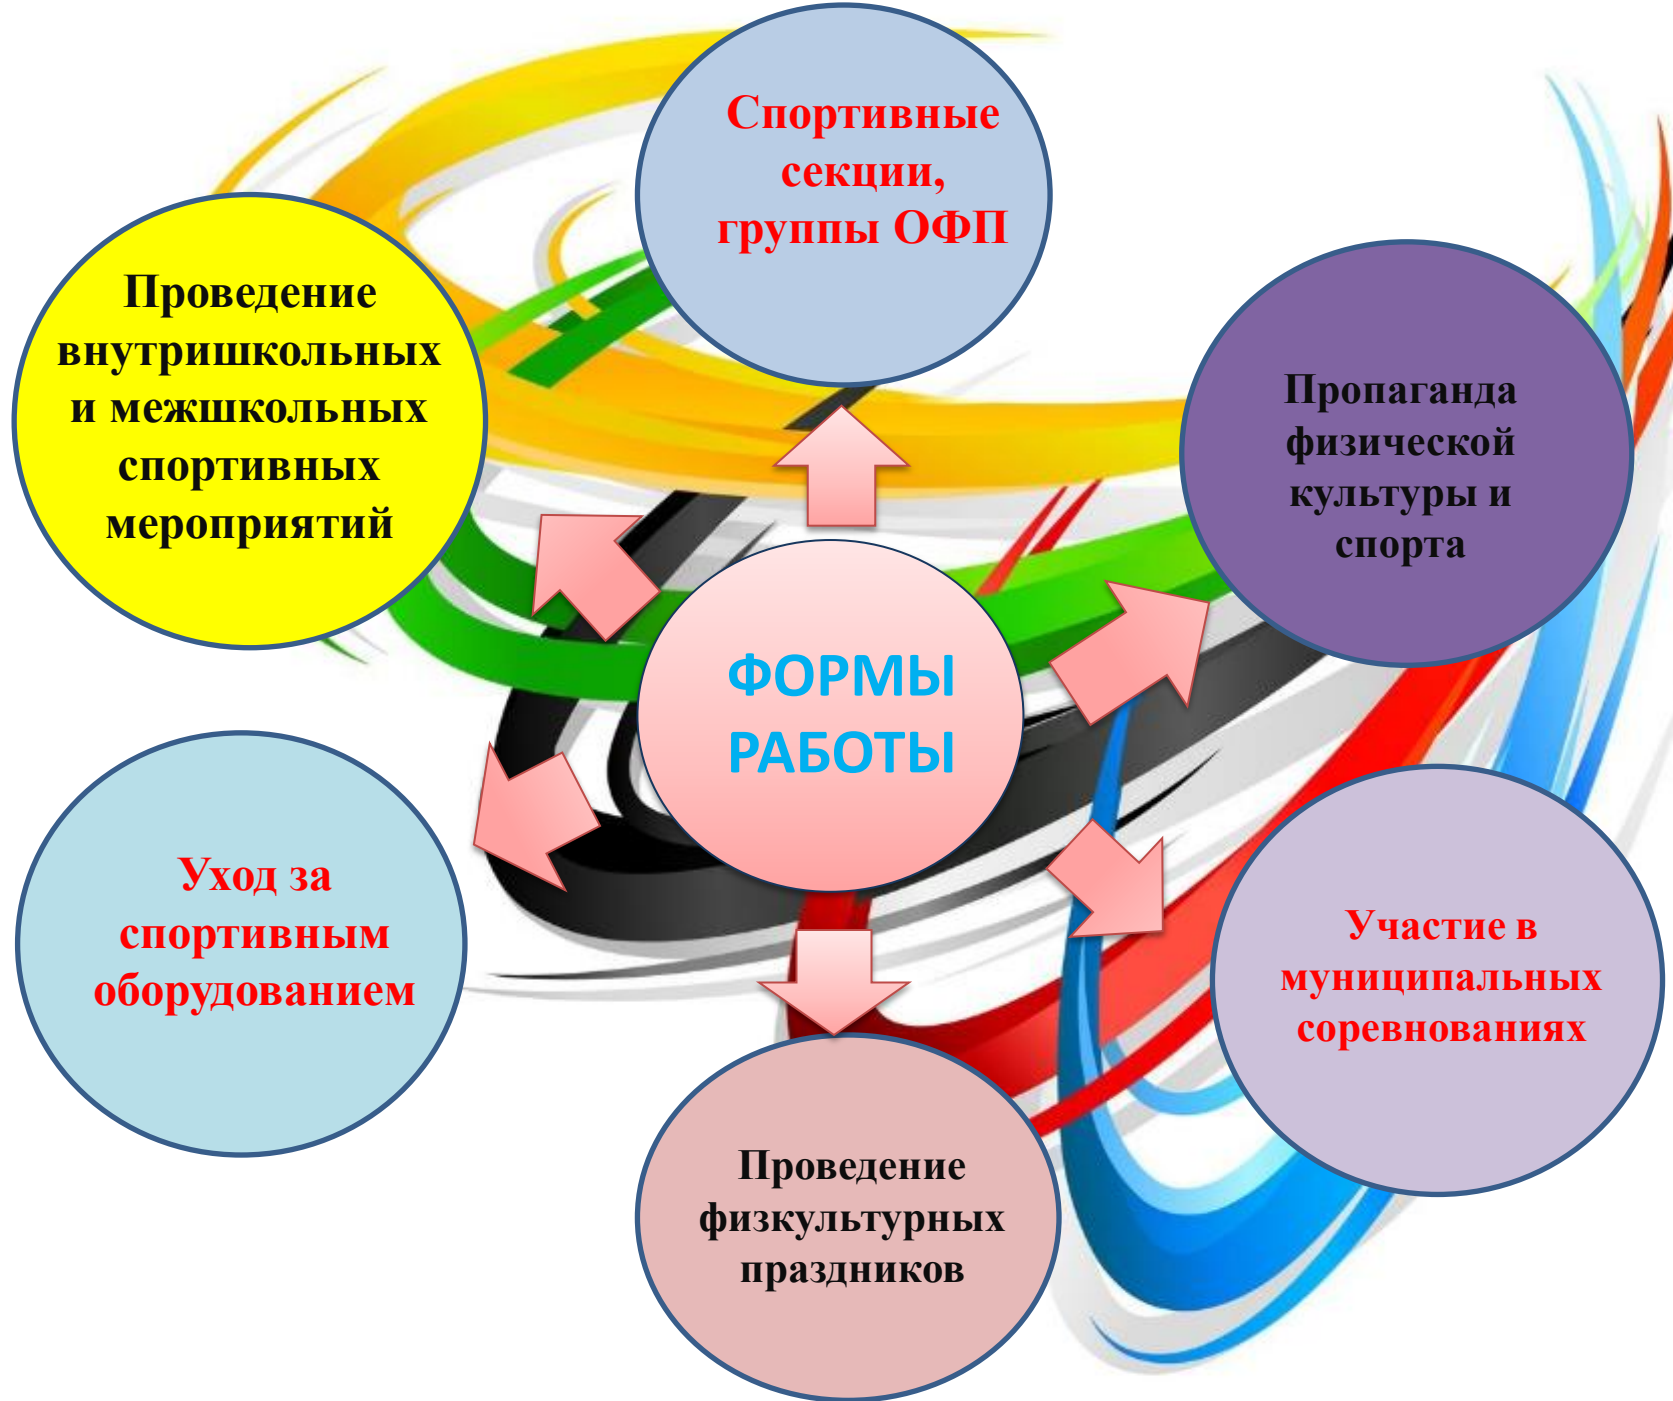 Спортивные
секции,
группы ОФП
Проведение
внутришкольных
и межшкольных
спортивных
мероприятий
Пропаганда
физической
культуры и
спорта
ФОРМЫ
РАБОТЫ
Уход за
спортивным
оборудованием
Участие в
муниципальных
соревнованиях
Проведение
физкультурных
праздников